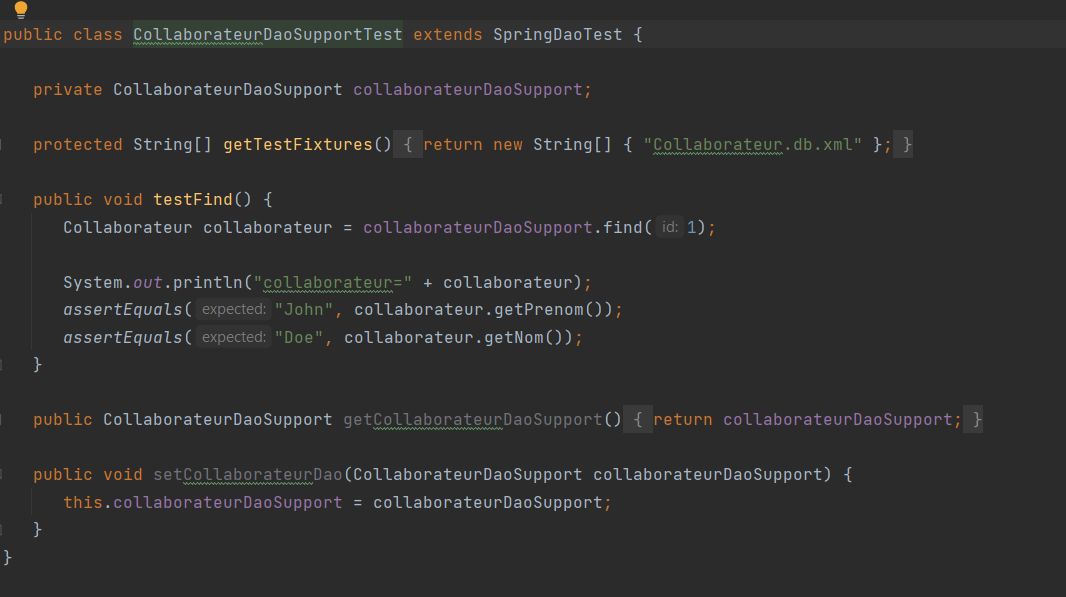 public class CollaborateurDaoSupportTest extends SpringDaoTest {
private CollaborateurDaoSupport collaborateurDaoSupport;
protected String[] getTestFixtures() { return new String[] { "Collaborateur.db.xml" }; }
public void testFind() {
Collaborateur collaborateur = collaborateurDaoSupport.find( id: 1);
System.out.println("collaborateur=" + collaborateur);
assertEquals( expected: "John", collaborateur.getPrenom());
assertEquals( expected: "Doe", collaborateur.getNom());
}
public CollaborateurDaoSupport getCollaborateurDaoSupport() { return collaborateurDaoSupport; }
public void setCollaborateurDao(CollaborateurDaoSupport collaborateurDaoSupport) {
this.collaborateurDaoSupport = collaborateurDaoSupport;
}
}